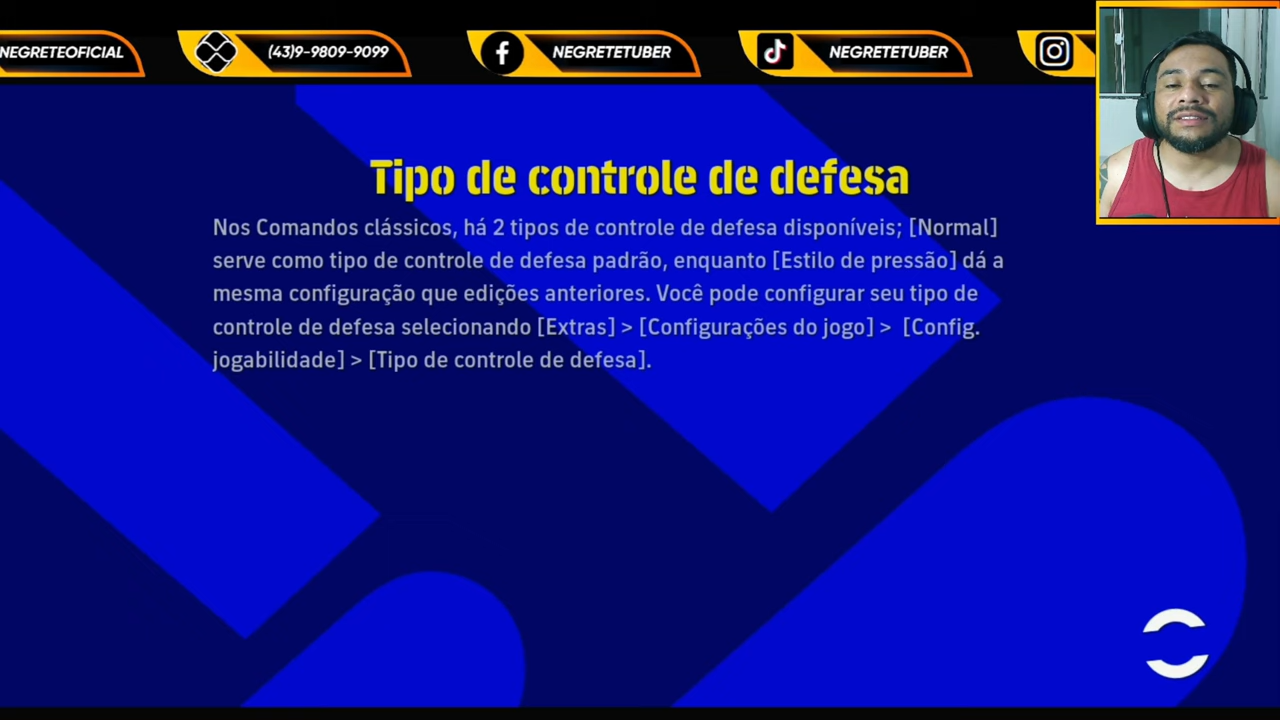 NEGRETEOFICIAL
(43)9-9809-9099
NEGRETETUBER
NEGRETETUBER
Tipo de controle de defesa
Nos Comandos clássicos, há 2 tipos de controle de defesa disponíveis; [Normal]
serve como tipo de controle de defesa padrão, enquanto [Estilo de pressão] dá a
mesma configuração que edições anteriores. Você pode configurar seu tipo de
controle de defesa selecionando [Extras] > [Configurações do jogo] > [Config.
jogabilidade] > [Tipo de controle de defesa].